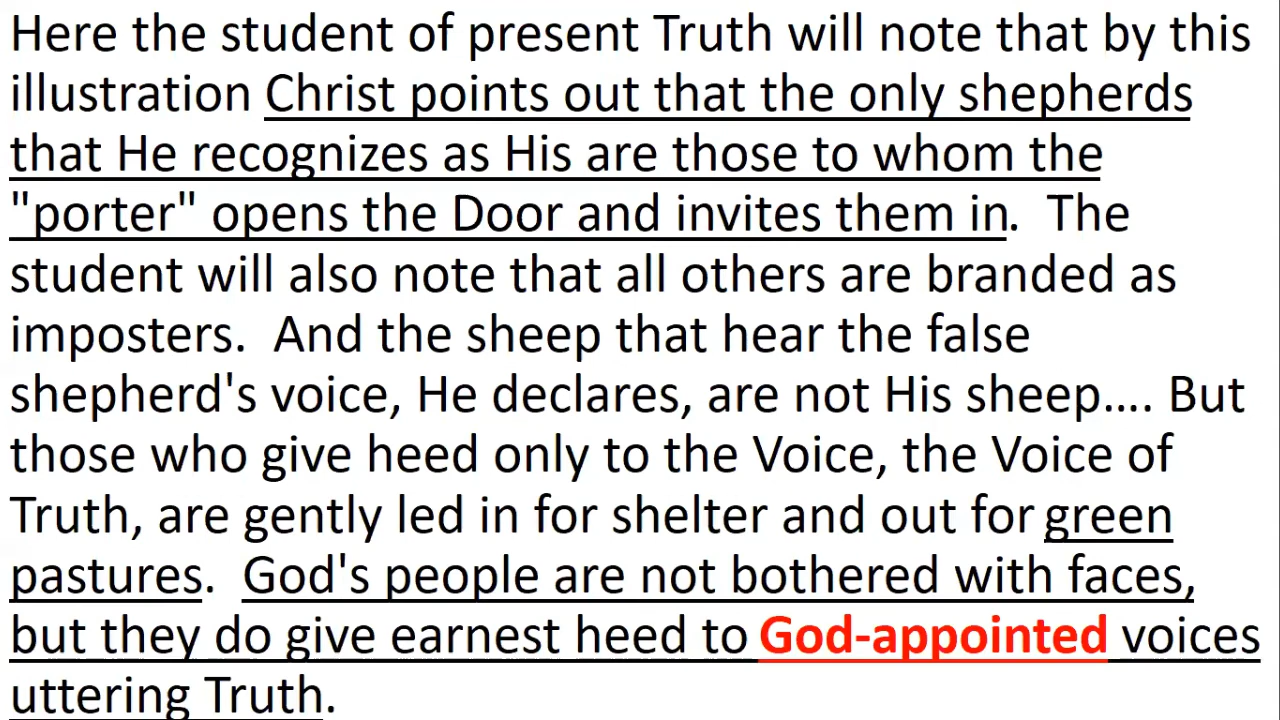 Here the student of present Truth will note that by this
illustration Christ points out that the only shepherds
that He recognizes as His are those to whom the
"porter" opens the Door and invites them in.  The
student will also note that all others are branded as
imposters.  And the sheep that hear the false
shepherd's voice, He declares, are not His sheep…. But
those who give heed only to the Voice, the Voice of
Truth, are gently led in for shelter and out for green
pastures.  God's people are not bothered with faces,
but they do give earnest heed to God-appointed voices
uttering Truth.